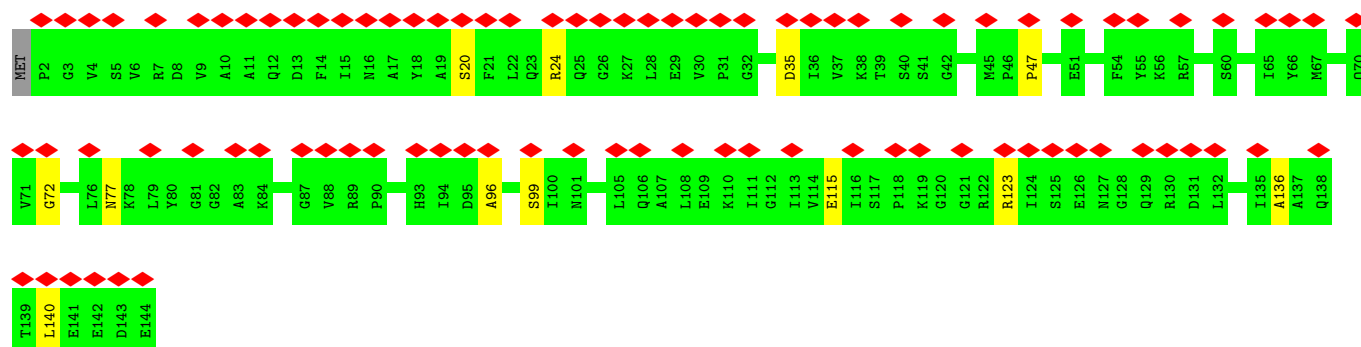 MET P2 G3 V4 S5 V6 R7 D8 V9 A10 A11 Q12 D13 F14 I15 N16 A17 Y18 A19 S20 F21 L22 Q23 R24 Q25 G26 K27 L28 E29 V30 P31 G32 D35 I36 V37 K38 T39 S40 S41 G42 M45 P46 P47 E51 F54 Y55 K56 R57 S60 I65 Y66 M67 Q70
V71 G72 L76 N77 K78 L79 Y80 G81 G82 A83 K84 G87 V88 R89 P90 H93 I94 D95 A96 S99 I100 N101 L105 Q106 A107 L108 E109 K110 I111 G112 I113 V114 E115 I116 S117 P118 K119 G120 G121 R122 R123 I124 S125 E126 N127 G128 Q129 R130 D131 L132 I135 A136 A137 Q138
T139 L140 E141 E142 D143 E144